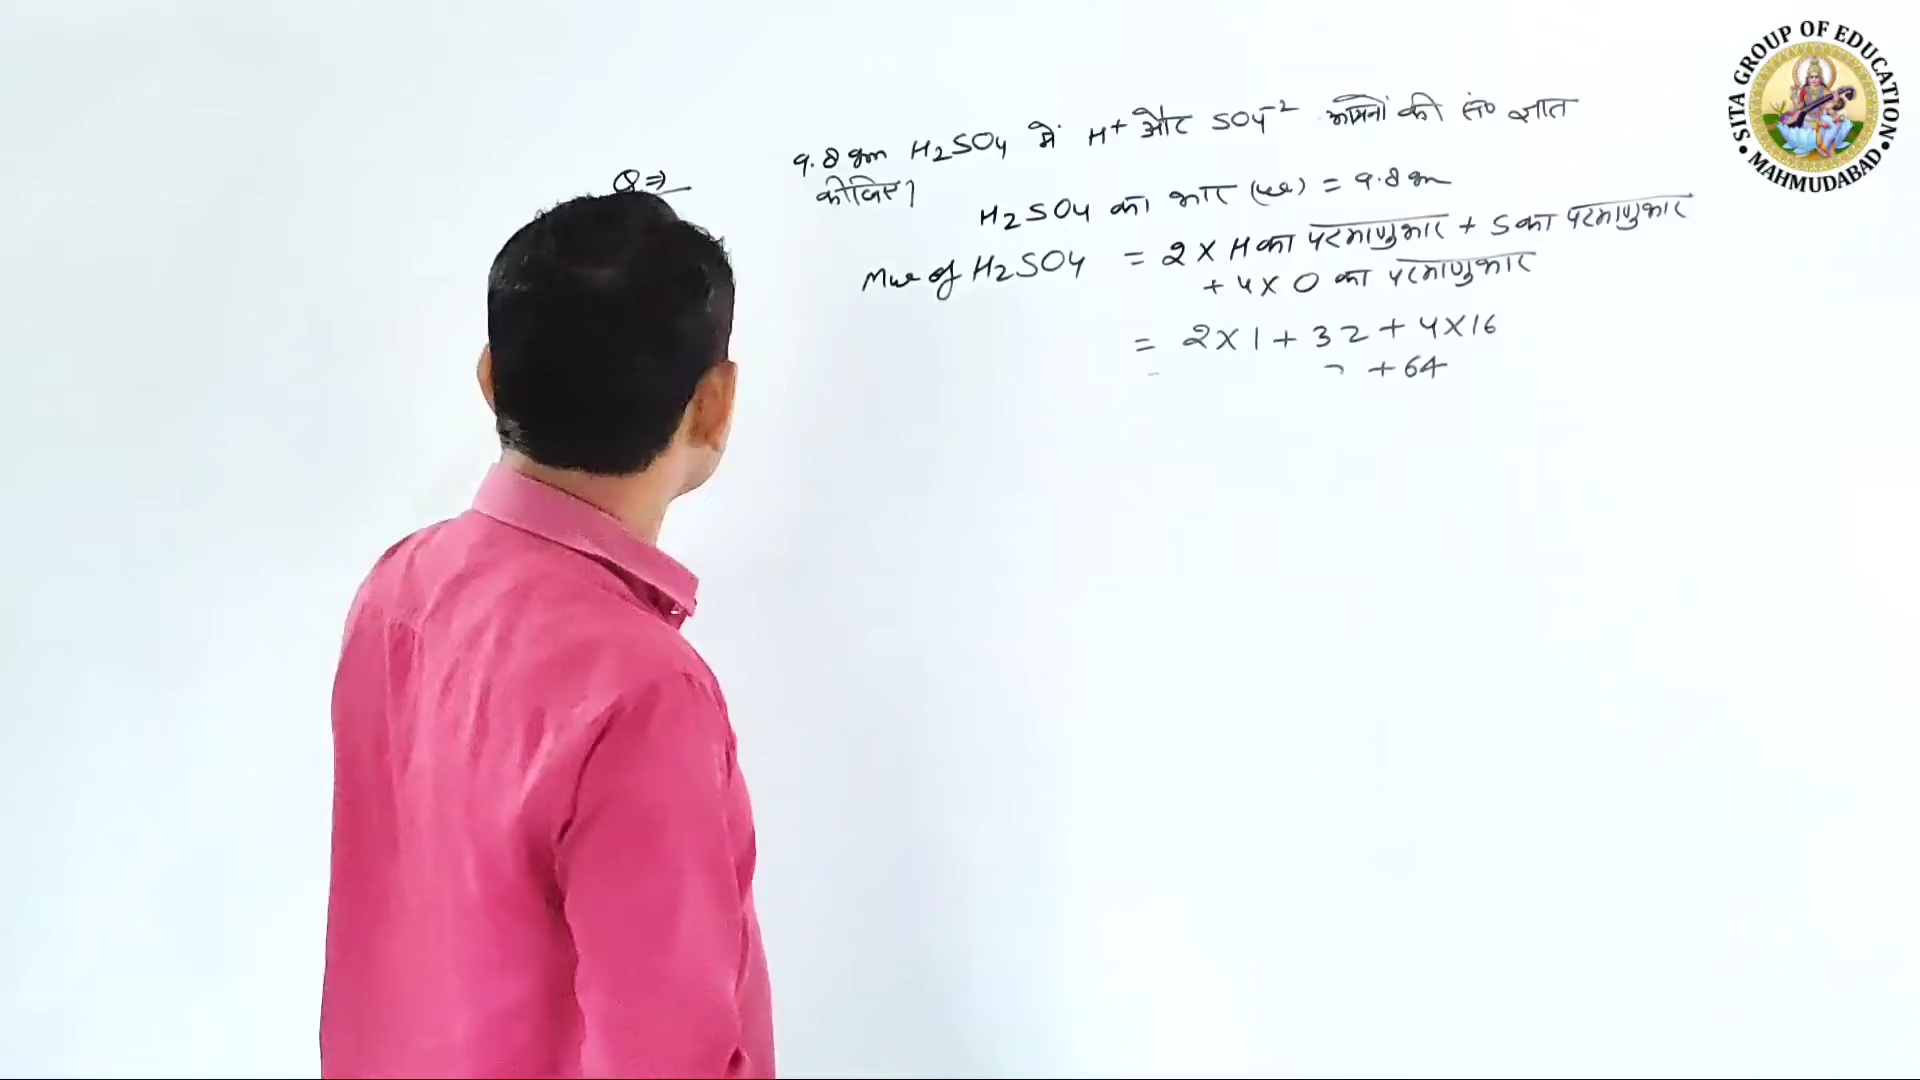 Q ⇒ 9.8 gm H2SO4 में H+ और SO4-2 आयनों की सं० ज्ञात
कीजिए।
H2SO4 का भार (w) = 9.8 gm
Mw of H2SO4 = 2 × H का परमाणुभार + S का परमाणुभार
+ 4 × O का परमाणुभार
= 2 × 1 + 32 + 4 × 16
+ 64
SITA GROUP OF EDUCATION
MAHMUDABAD